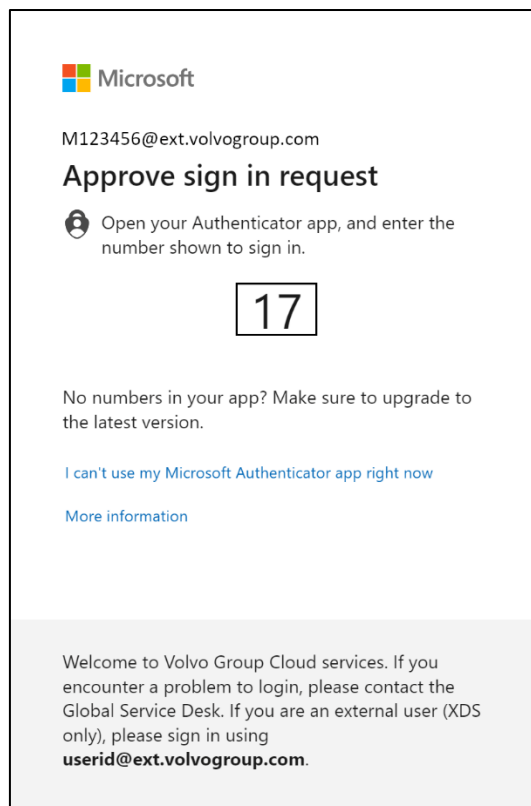 Microsoft
M123456@ext.volvogroup.com
Approve sign in request
Open your Authenticator app, and enter the
number shown to sign in.
17
No numbers in your app? Make sure to upgrade to
the latest version.
I can't use my Microsoft Authenticator app right now
More information
Welcome to Volvo Group Cloud services. If you
encounter a problem to login, please contact the
Global Service Desk. If you are an external user (XDS
only), please sign in using
userid@ext.volvogroup.com.